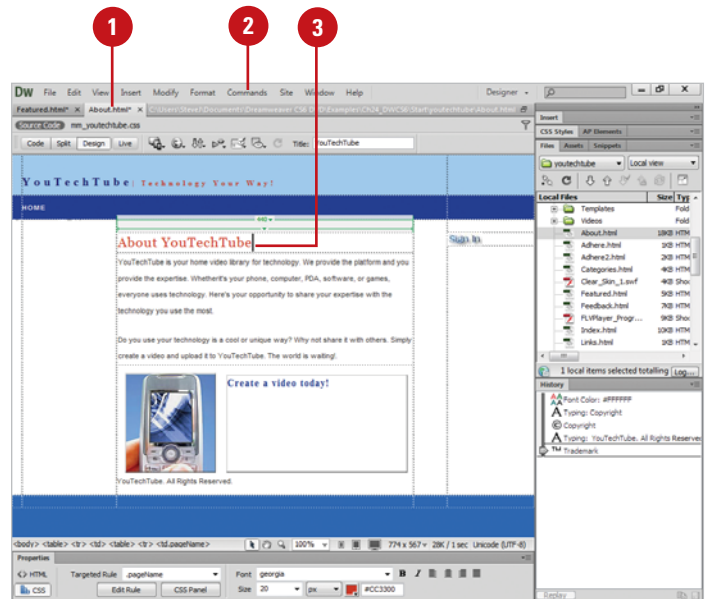 1 2 3
DW File Edit View Insert Modify Format Commands Site Window Help Designer
Featured.html* × About.html* ×
Source Code mm_youtechtube.css
Code Split Design Live Title: YouTechTube
YouTechTube| Technology Your Way!
HOME
About YouTechTube
Sign In
YouTechTube is your home video library for technology. We provide the platform and you
provide the expertise. Whetherit's your phone, computer, PDA, software, or games,
everyone uses technology. Here's your opportunity to share your expertise with the
technology you use the most.
Do you use your technology is a cool or unique way? Why not share it with others. Simply
create a video and upload it to YouTechTube. The world is waiting!.
Create a video today!
YouTechTube. All Rights Reserved.
<body> <table> <tr> <td> <table> <tr> <td.pageName> 100% 774 x 567 28K / 1 sec Unicode (UTF-8)
Properties
<> HTML Targeted Rule .pageName Font georgia B I
CSS Edit Rule CSS Panel Size 20 px #CC3300
Insert
CSS Styles AP Elements
Files Assets Snippets
youtechtube Local view
Local Files Size Typ
Templates Fold
Videos Fold
About.html 18KB HTM
Adhere.html 1KB HTM
Adhere2.html 2KB HTM
Categories.html 4KB HTM
Clear_Skin_1.swf 4KB Shoc
Featured.html 5KB HTM
Feedback.html 7KB HTM
FLVPlayer_Progr... 9KB Shoc
Index.html 10KB HTM
Links.html 1KB HTM
1 local items selected totalling Log...
History
Font Color: #FFFFFF
Typing: Copyright
© Copyright
Typing: YouTechTube. All Rights Reserved
TM Trademark
Replay